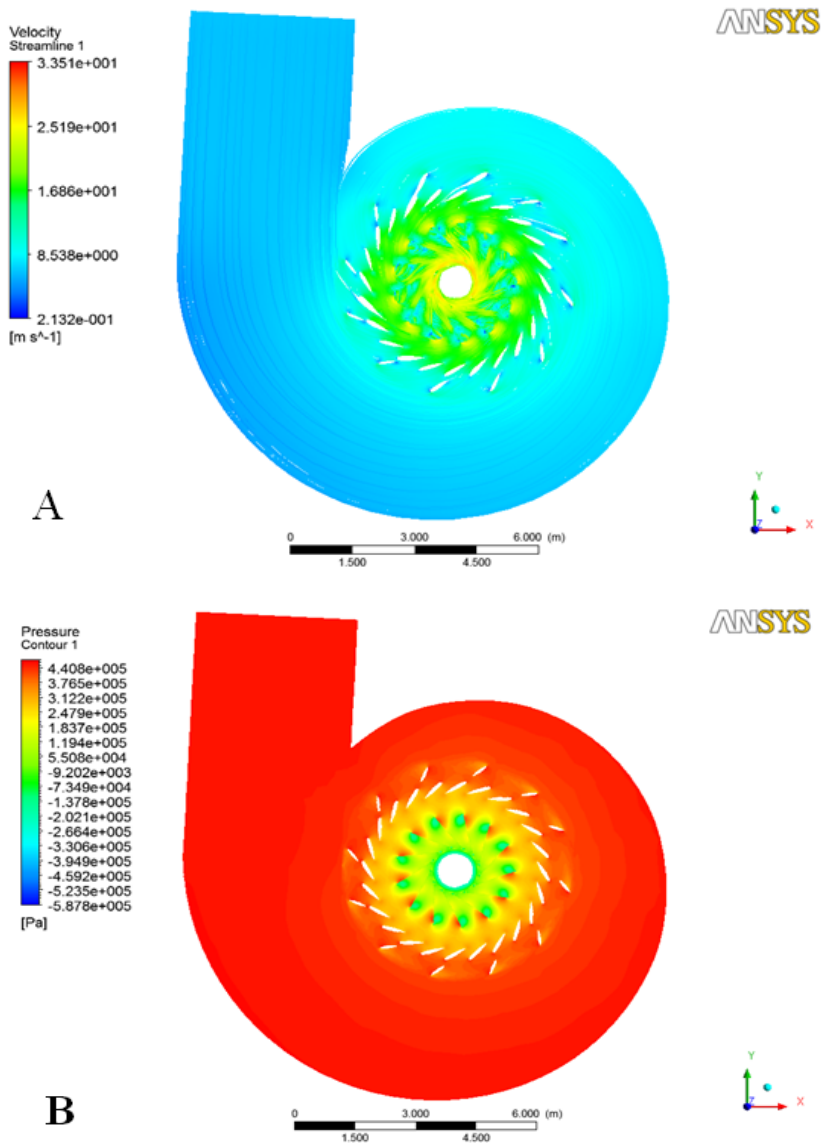 ANSYS
Velocity
Streamline 1
3.351e+001
2.519e+001
1.686e+001
8.538e+000
2.132e-001
[m s^-1]
A
Y
Z
X
0 3.000 6.000 (m)
1.500 4.500
ANSYS
Pressure
Contour 1
4.408e+005
3.765e+005
3.122e+005
2.479e+005
1.837e+005
1.194e+005
5.508e+004
-9.202e+003
-7.349e+004
-1.378e+005
-2.021e+005
-2.664e+005
-3.306e+005
-3.949e+005
-4.592e+005
-5.235e+005
-5.878e+005
[Pa]
Y
Z
X
B
0 3.000 6.000 (m)
1.500 4.500